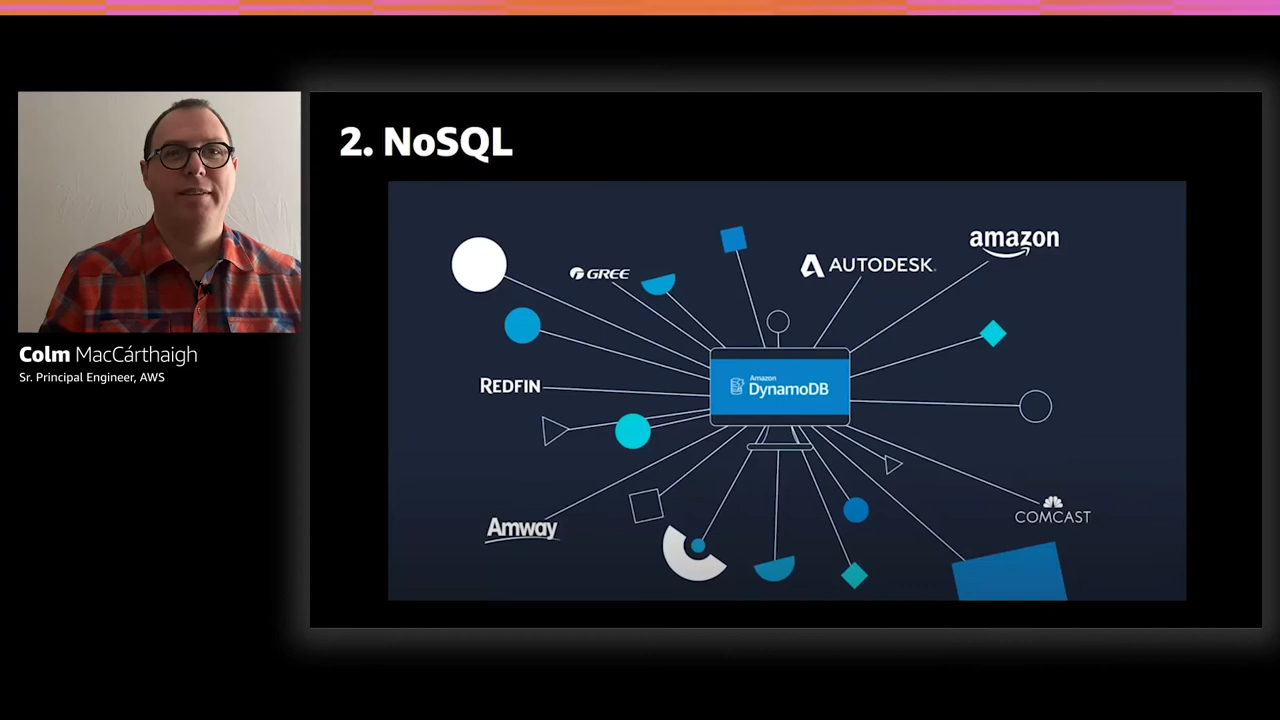 2. NoSQL
Colm MacCárthaigh
Sr. Principal Engineer, AWS
GREE
AUTODESK
amazon
REDFIN
Amazon
DynamoDB
Amway
COMCAST